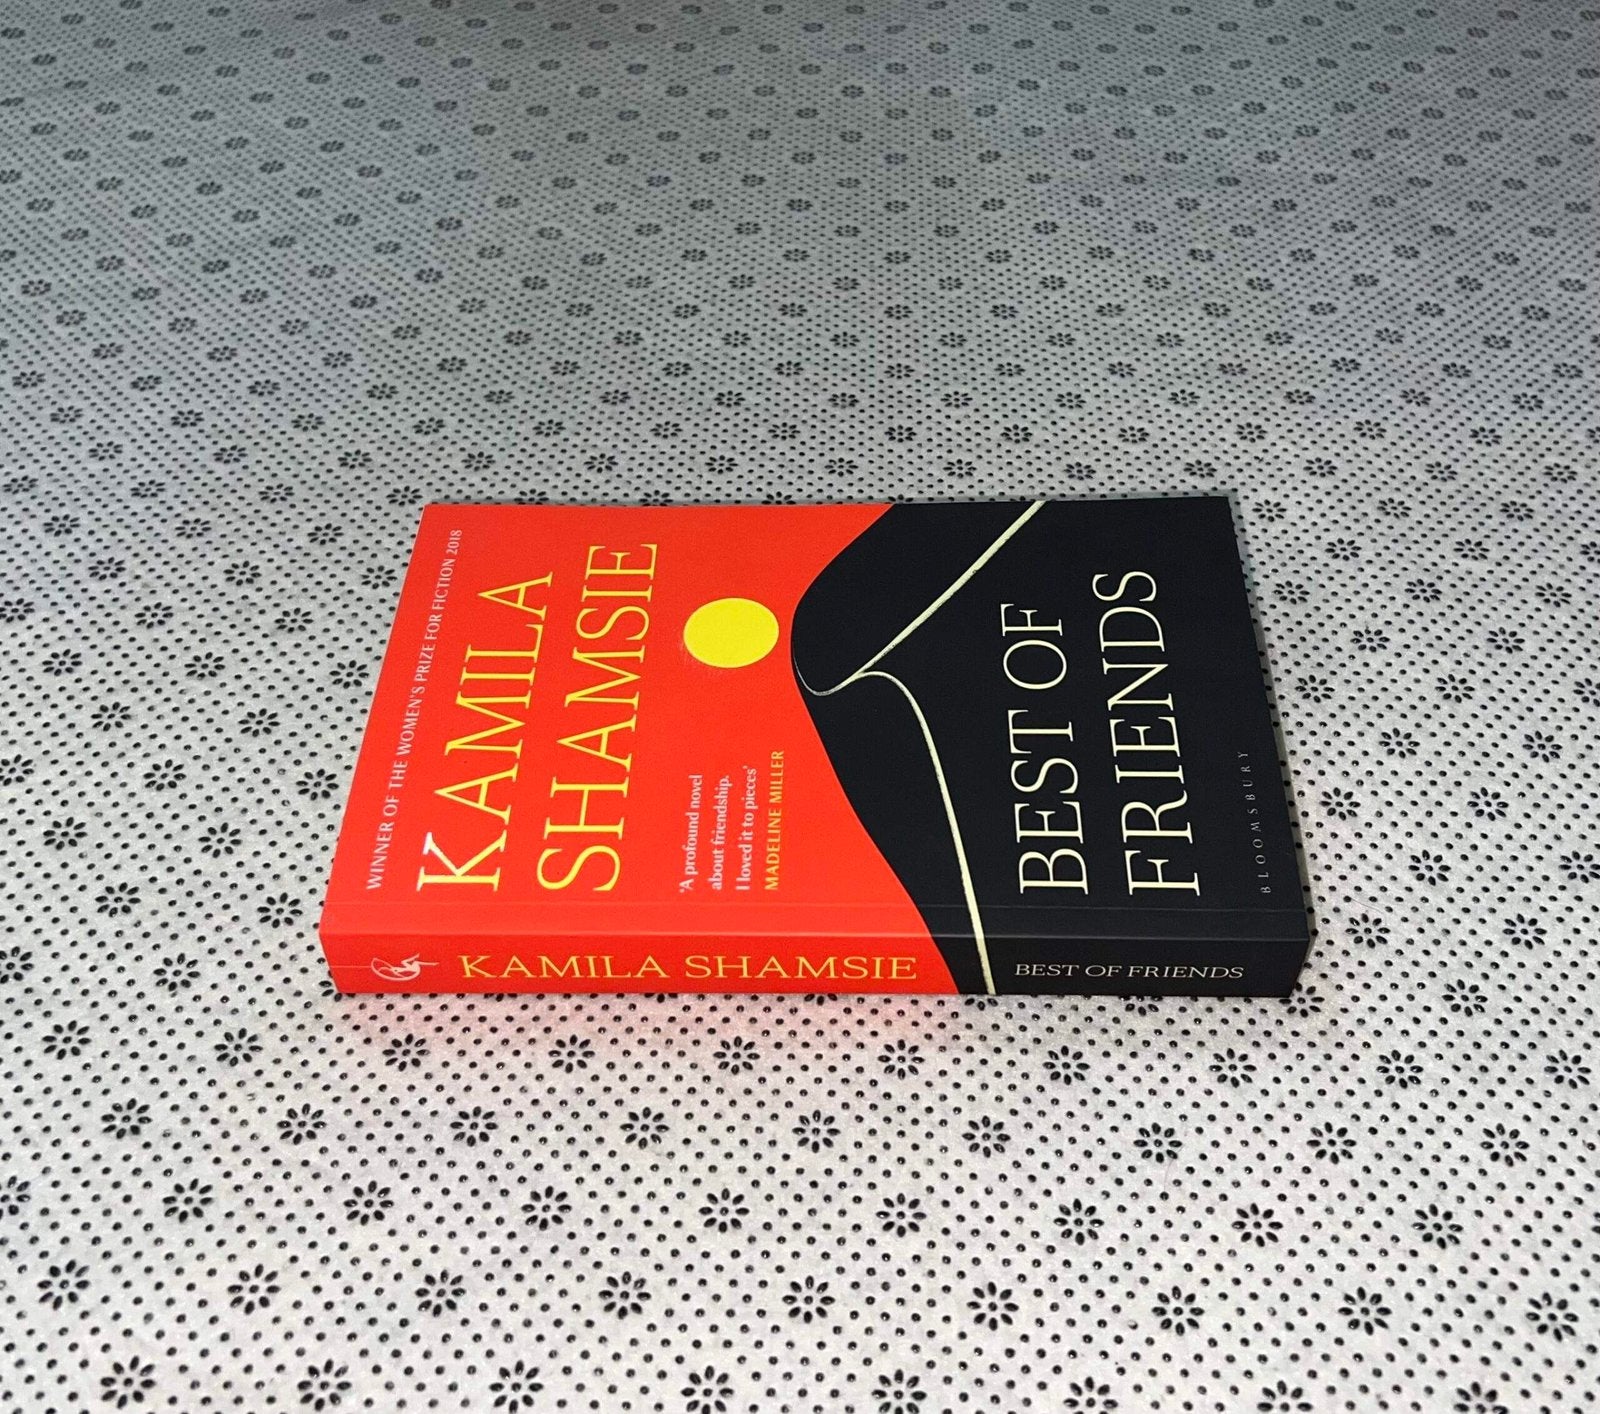 WINNER OF THE WOMEN'S PRIZE FOR FICTION 2018
KAMILA
SHAMSIE
'A profound novel
about friendship.
I loved it to pieces'
MADELINE MILLER
BEST OF
FRIENDS
BLOOMSBURY
KAMILA SHAMSIE
BEST OF FRIENDS